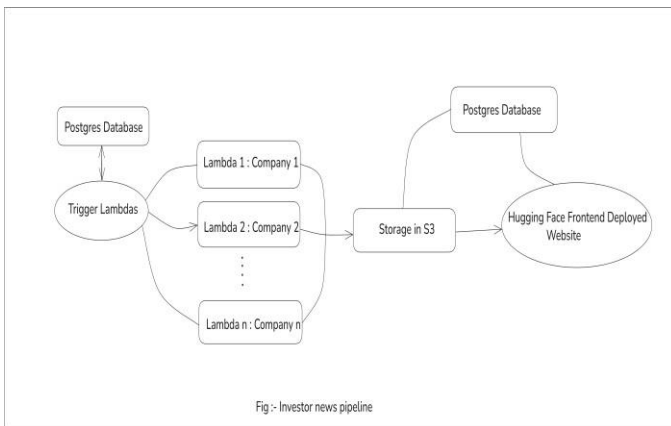 Postgres Database
Trigger Lambdas
Lambda 1 : Company 1
Lambda 2 : Company 2
Lambda n : Company n
Storage in S3
Postgres Database
Hugging Face Frontend Deployed
Website
Fig :- Investor news pipeline